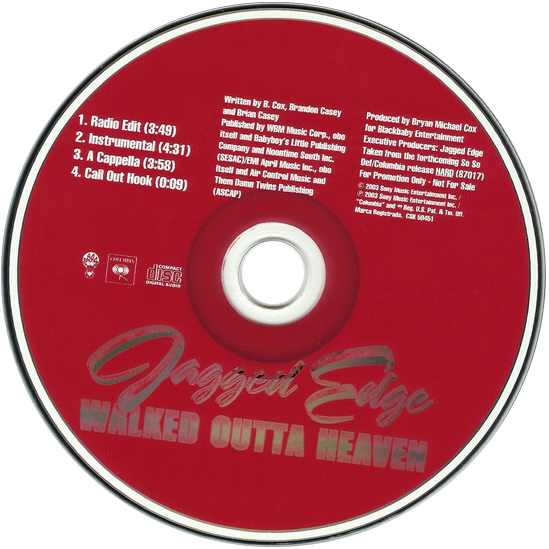 1. Radio Edit (3:49)
2. Instrumental (4:31)
3. A Cappella (3:58)
4. Call Out Hook (0:09)
Written by B. Cox, Brandon Casey
and Brian Casey
Published by WBM Music Corp., obo
itself and Babyboy's Little Publishing
Company and Noontime South Inc.
(SESAC)/EMI April Music Inc., obo
Itself and Air Control Music and
Them Damn Twins Publishing
(ASCAP)
Produced by Bryan Michael Cox
for Blackbaby Entertainment
Executive Producers: Jagged Edge
Taken from the forthcoming So So
Def/Columbia release HARD (87017)
For Promotion Only - Not For Sale
© 2003 Sony Music Entertainment Inc. /
℗ 2003 Sony Music Entertainment Inc. /
"Columbia" and ™ Reg. U.S. Pat. & Tm. Off.
Marca Registrada. CSK 59451
COLUMBIA
COMPACT
disc
DIGITAL AUDIO
Jagged Edge
WALKED OUTTA HEAVEN